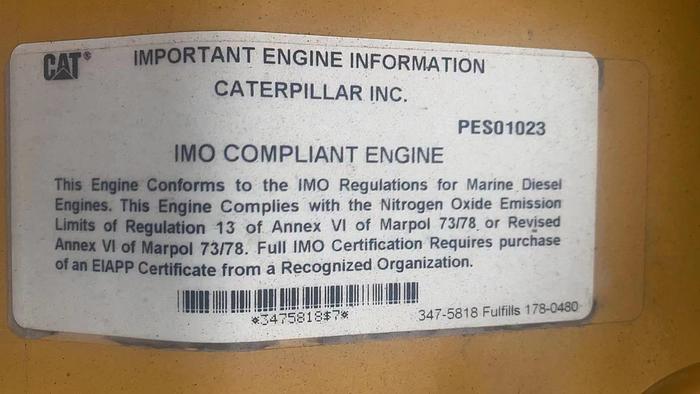 CAT® IMPORTANT ENGINE INFORMATION
CATERPILLAR INC.
PES01023
IMO COMPLIANT ENGINE
This Engine Conforms to the IMO Regulations for Marine Diesel
Engines. This Engine Complies with the Nitrogen Oxide Emission
Limits of Regulation 13 of Annex VI of Marpol 73/78 or Revised
Annex VI of Marpol 73/78. Full IMO Certification Requires purchase
of an EIAPP Certificate from a Recognized Organization.
*3475818$7*
347-5818 Fulfills 178-0480